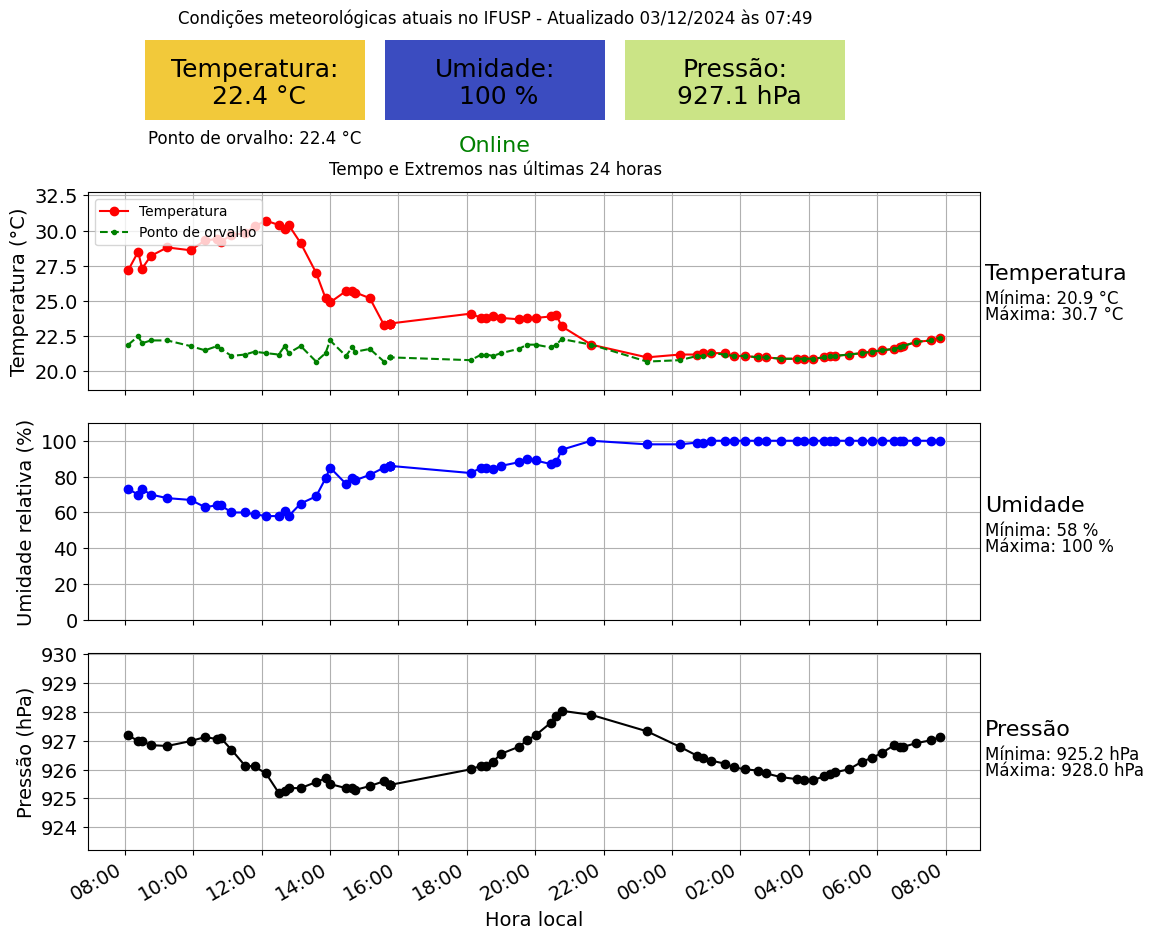 Condições meteorológicas atuais no IFUSP - Atualizado 03/12/2024 às 07:49
Temperatura:
22.4 °C
Umidade:
100 %
Pressão:
927.1 hPa
Ponto de orvalho: 22.4 °C
Online
Tempo e Extremos nas últimas 24 horas
Temperatura (°C)
32.5
30.0
27.5
25.0
22.5
20.0
Temperatura
Ponto de orvalho
Temperatura
Mínima: 20.9 °C
Máxima: 30.7 °C
Umidade relativa (%)
100
80
60
40
20
0
Umidade
Mínima: 58 %
Máxima: 100 %
Pressão (hPa)
930
929
928
927
926
925
924
Pressão
Mínima: 925.2 hPa
Máxima: 928.0 hPa
08:00 10:00 12:00 14:00 16:00 18:00 20:00 22:00 00:00 02:00 04:00 06:00 08:00
Hora local